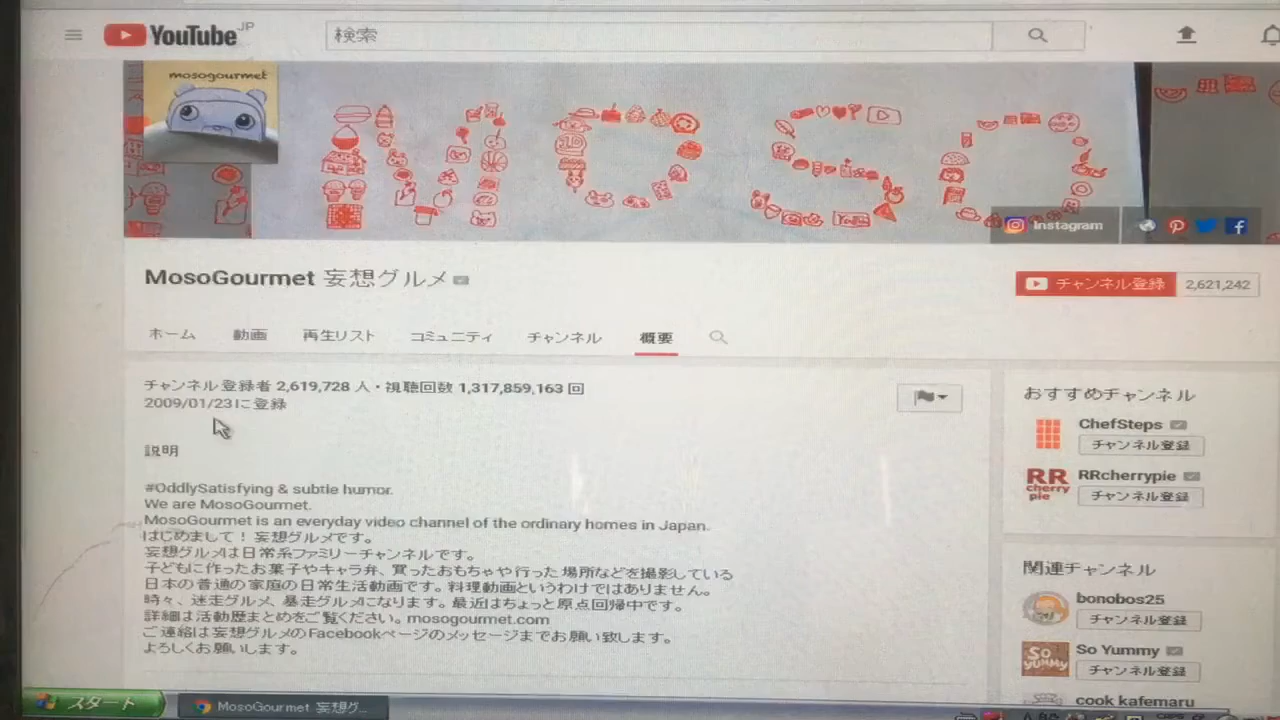 YouTube JP
検索
mosogourmet
MOSO
Instagram
MosoGourmet 妄想グルメ
チャンネル登録 2,621,242
ホーム 動画 再生リスト コミュニティ チャンネル 概要
チャンネル登録者 2,619,728 人・視聴回数 1,317,859,163 回
2009/01/23に登録
説明
#OddlySatisfying & subtle humor.
We are MosoGourmet.
MosoGourmet is an everyday video channel of the ordinary homes in Japan.
はじめまして！ 妄想グルメです。
妄想グルメは日常系ファミリーチャンネルです。
子どもに作ったお菓子やキャラ弁、買ったおもちゃや行った場所などを撮影している
日本の普通の家庭の日常生活動画です。料理動画というわけではありません。
時々、迷走グルメ、暴走グルメになります。最近はちょっと原点回帰中です。
詳細は活動歴まとめをご覧ください。mosogourmet.com
ご連絡は妄想グルメのFacebookページのメッセージまでお願い致します。
よろしくお願いします。
おすすめチャンネル
ChefSteps
チャンネル登録
RR cherry pie
RRcherrypie
チャンネル登録
関連チャンネル
bonobos25
チャンネル登録
SO YUMMY
So Yummy
チャンネル登録
cook kafemaru
スタート
MosoGourmet 妄想グ...